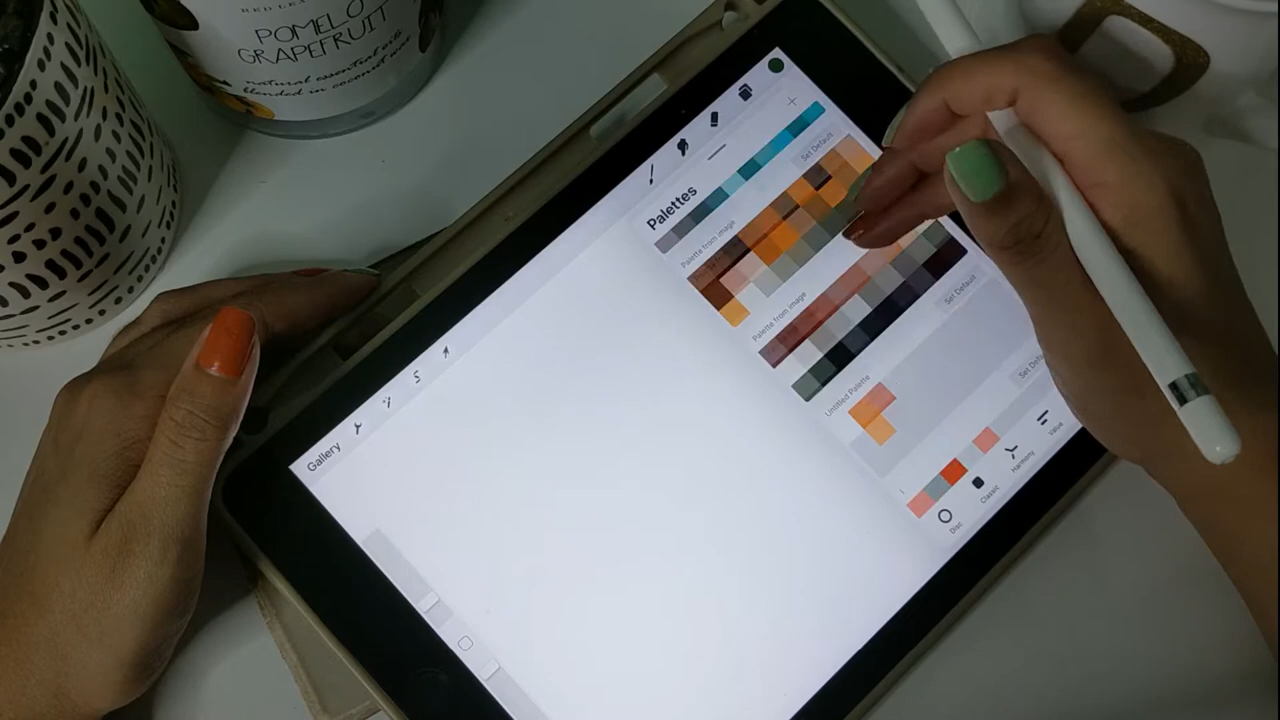 POMELO
GRAPEFRUIT
natural essential oils
blended in coconut wax
Gallery
S
Palettes
Set Default
Palette from image
Palette from image
Set Default
Untitled Palette
Disc
Classic
Harmony
Value